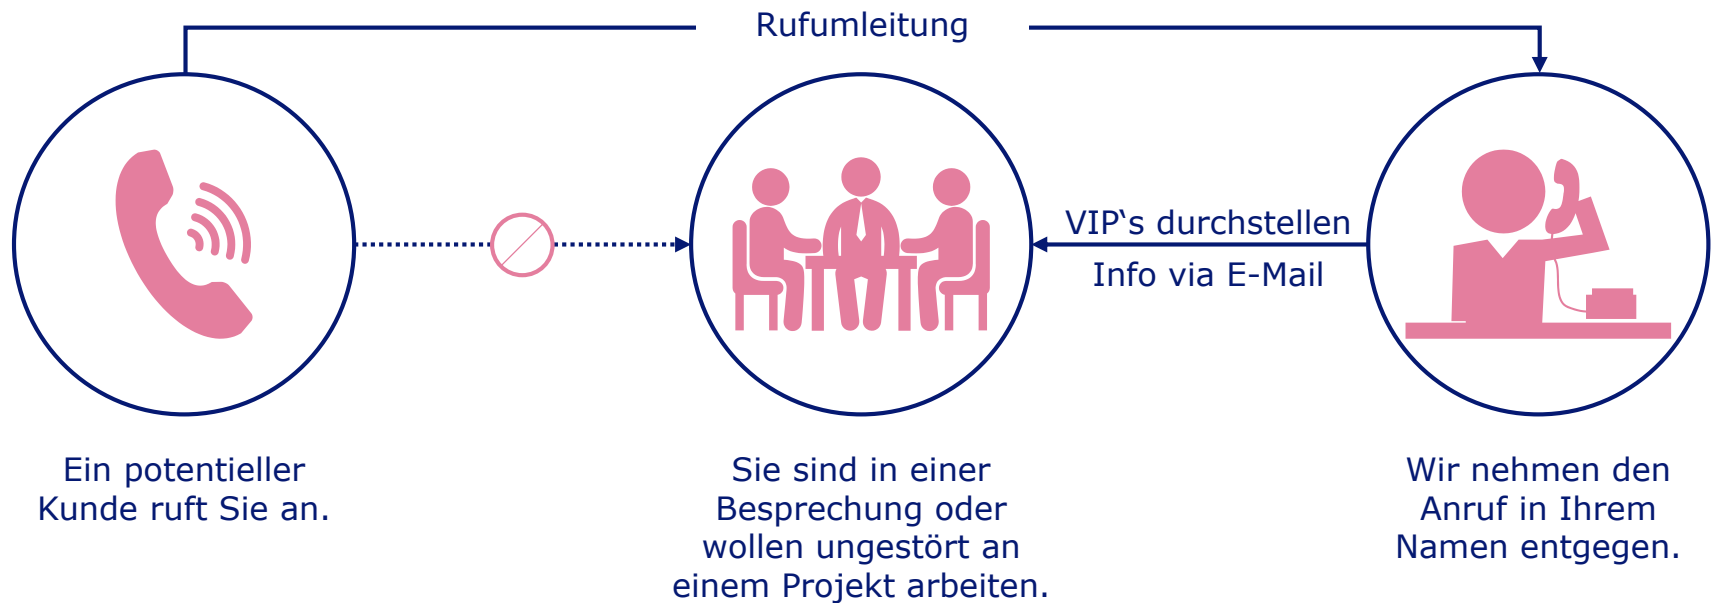 Rufumleitung
VIP‘s durchstellen
Info via E-Mail
Ein potentieller
Kunde ruft Sie an.
Sie sind in einer
Besprechung oder
wollen ungestört an
einem Projekt arbeiten.
Wir nehmen den
Anruf in Ihrem
Namen entgegen.